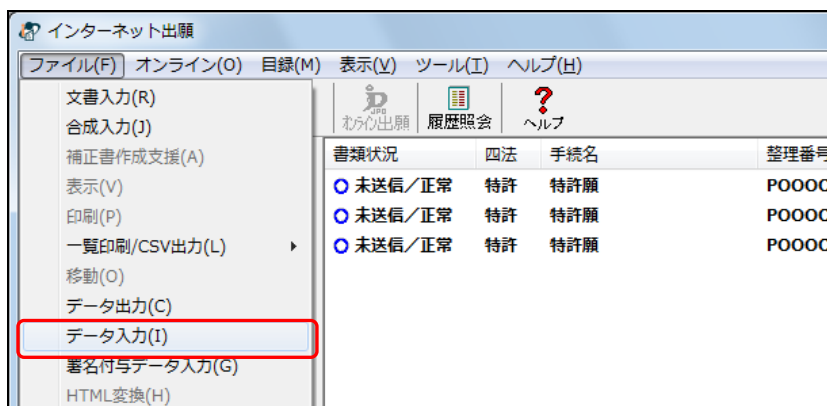 インターネット出願
ファイル(F) オンライン(O) 目録(M) 表示(V) ツール(T) ヘルプ(H)
文書入力(R)
合成入力(J)
補正書作成支援(A)
表示(V)
印刷(P)
一覧印刷/CSV出力(L)
移動(O)
データ出力(C)
データ入力(I)
署名付与データ入力(G)
HTML変換(H)
JPO
オンライン出願 履歴照会 ヘルプ
書類状況 四法 手続名 整理番号
未送信/正常 特許 特許願 POOOO
未送信/正常 特許 特許願 POOOO
未送信/正常 特許 特許願 POOOO